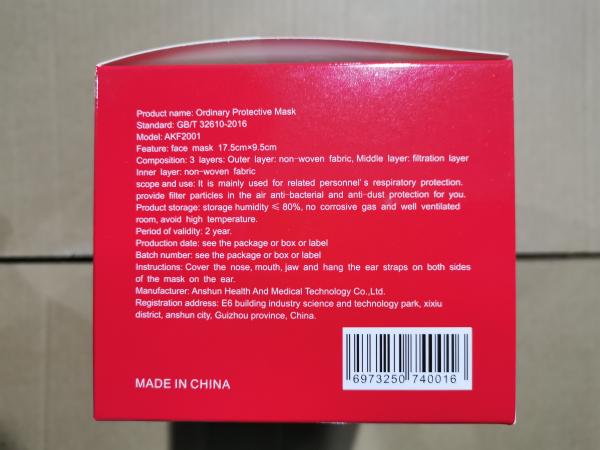 Product name: Ordinary Protective Mask
Standard: GB/T 32610-2016
Model: AKF2001
Feature: face mask 17.5cm×9.5cm
Composition: 3 layers: Outer layer: non-woven fabric, Middle layer: filtration layer
Inner layer: non-woven fabric
scope and use: It is mainly used for related personnel's respiratory protection.
provide filter particles in the air anti-bacterial and anti-dust protection for you.
Product storage: storage humidity ≤ 80%, no corrosive gas and well ventilated
room, avoid high temperature.
Period of validity: 2 year.
Production date: see the package or box or label
Batch number: see the package or box or label
Instructions: Cover the nose, mouth, jaw and hang the ear straps on both sides
of the mask on the ear.
Manufacturer: Anshun Health And Medical Technology Co.,Ltd.
Registration address: E6 building industry science and technology park, xixiu
district, anshun city, Guizhou province, China.
MADE IN CHINA
6973250 740016